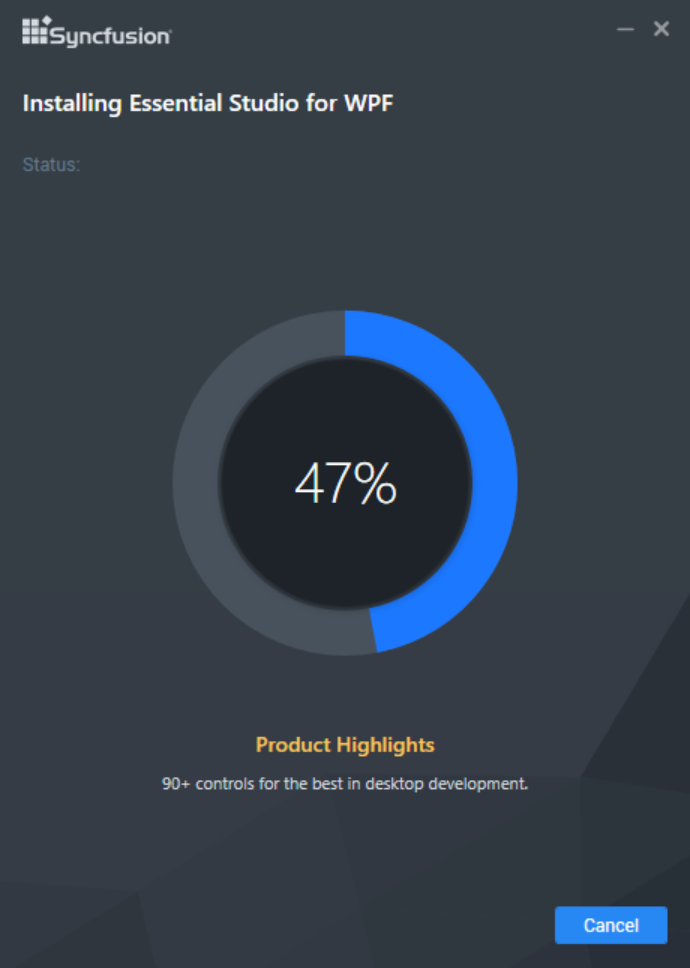 Syncfusion
Installing Essential Studio for WPF
Status:
47%
Product Highlights
90+ controls for the best in desktop development.
Cancel